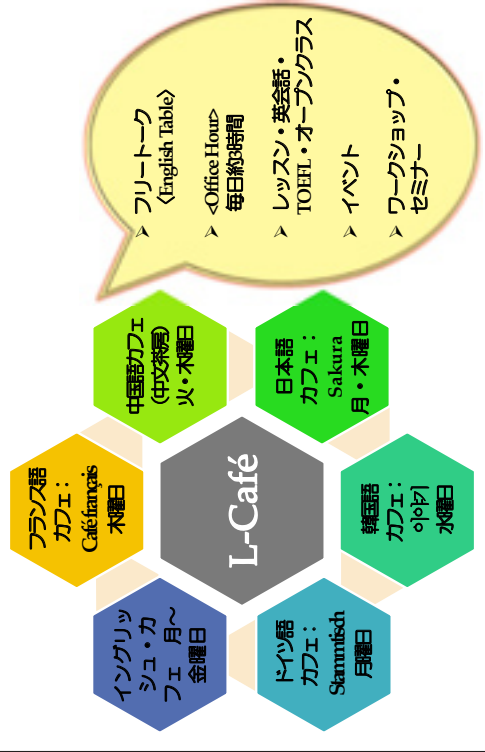 フランス語
カフェ:
Café français
木曜日
イングリッ
シュ・カ
フェ 月~
金曜日
中国語カフェ
(中文茶房)
火・木曜日
L-Café
ドイツ語
カフェ:
Stammtisch
月曜日
日本語
カフェ:
Sakura
月・木曜日
韓国語
カフェ:
이야기
水曜日
➢ フリートーク
〈English Table〉
➢ <Office Hour>
毎日約3時間
➢ レッスン・英会話・
TOEFL・オープンクラス
➢ イベント
➢ ワークショップ・
セミナー